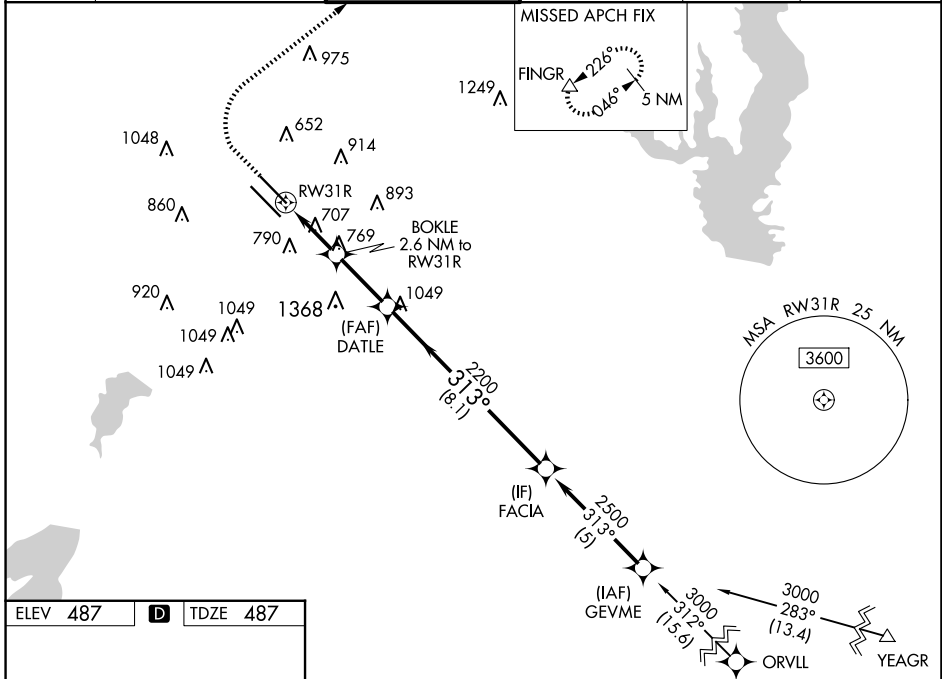 MISSED APCH FIX
FINGR
226°
046°
5 NM
975
1249
652
1048
914
RW31R
893
860
707
769
790
BOKLE
2.6 NM to
RW31R
920
1049
1049
1368
1049
1049
(FAF)
DATLE
MSA RW31R 25 NM
3600
2200
313°
(8.1)
(IF)
FACIA
2500
313°
(5)
(IAF)
GEVME
3000
312°
(15.6)
3000
283°
(13.4)
ORVLL
YEAGR
ELEV 487 D TDZE 487